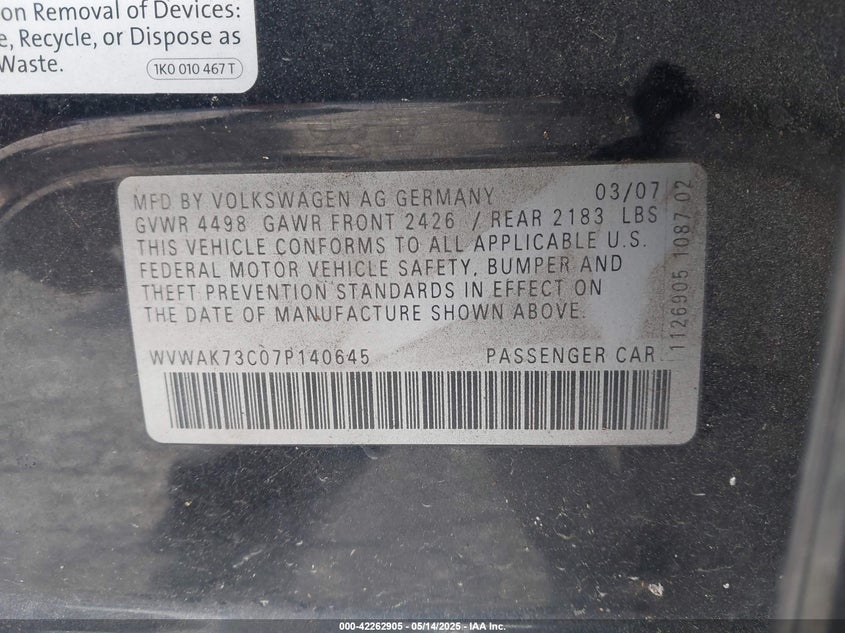 on Removal of Devices:
e, Recycle, or Dispose as
Waste.
1K0 010 467 T
MFD BY VOLKSWAGEN AG GERMANY 03/07
GVWR 4498 GAWR FRONT 2426 / REAR 2183 LBS
THIS VEHICLE CONFORMS TO ALL APPLICABLE U.S.
FEDERAL MOTOR VEHICLE SAFETY, BUMPER AND
THEFT PREVENTION STANDARDS IN EFFECT ON
THE DATE OF MANUFACTURE SHOWN ABOVE.
WVWAK73C07P140645 PASSENGER CAR
1126905 1087 02
000-42262905 - 05/14/2025 - IAA Inc.